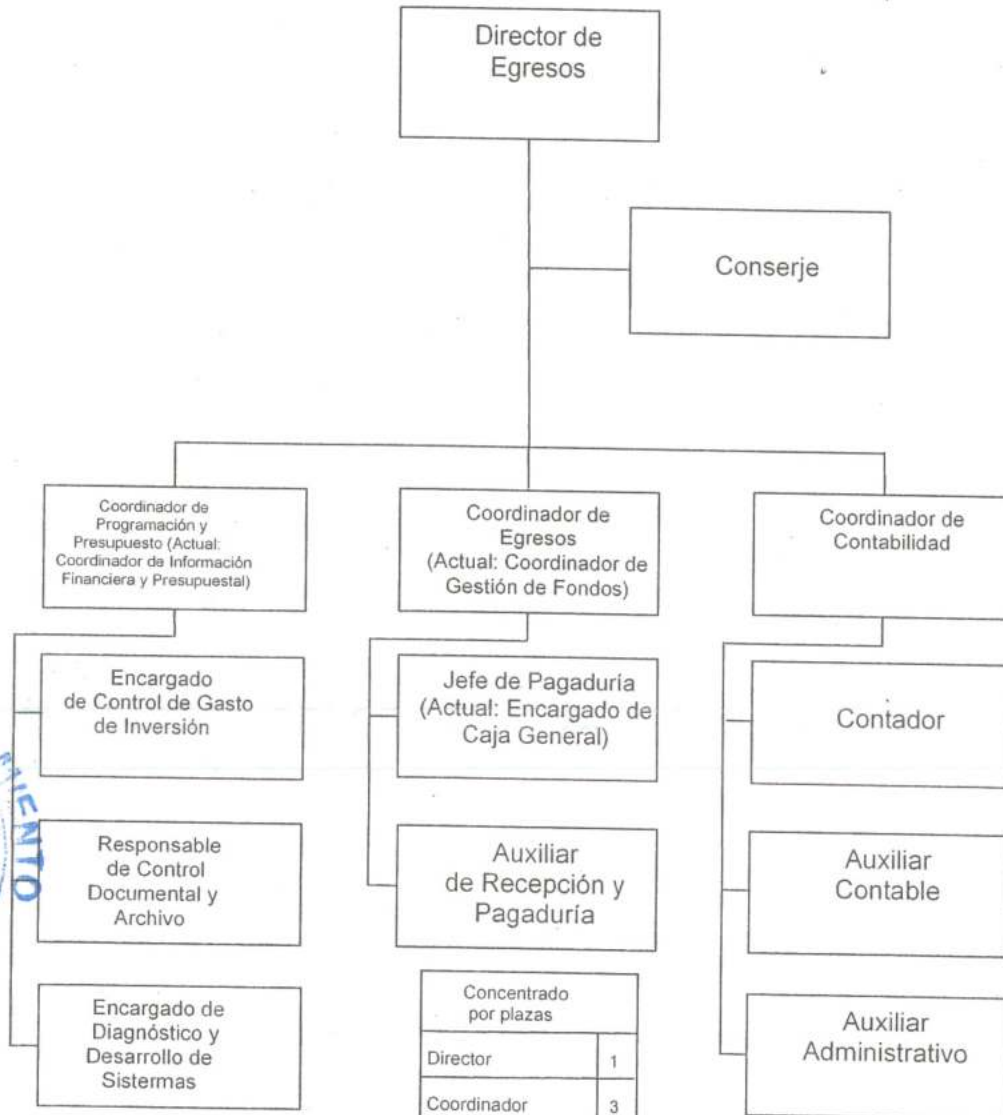 Director de
Egresos
Conserje
Coordinador de
Programación y
Presupuesto (Actual:
Coordinador de Información
Financiera y Presupuestal)
Coordinador de
Egresos
(Actual: Coordinador de
Gestión de Fondos)
Coordinador de
Contabilidad
Encargado
de Control de Gasto
de Inversión
Jefe de Pagaduría
(Actual: Encargado de
Caja General)
Contador
Responsable
de Control
Documental y
Archivo
Auxiliar
de Recepción y
Pagaduría
Auxiliar
Contable
Encargado de
Diagnóstico y
Desarrollo de
Sistermas
Concentrado
por plazas
Director 1
Coordinador 3
Auxiliar
Administrativo
MIENTO